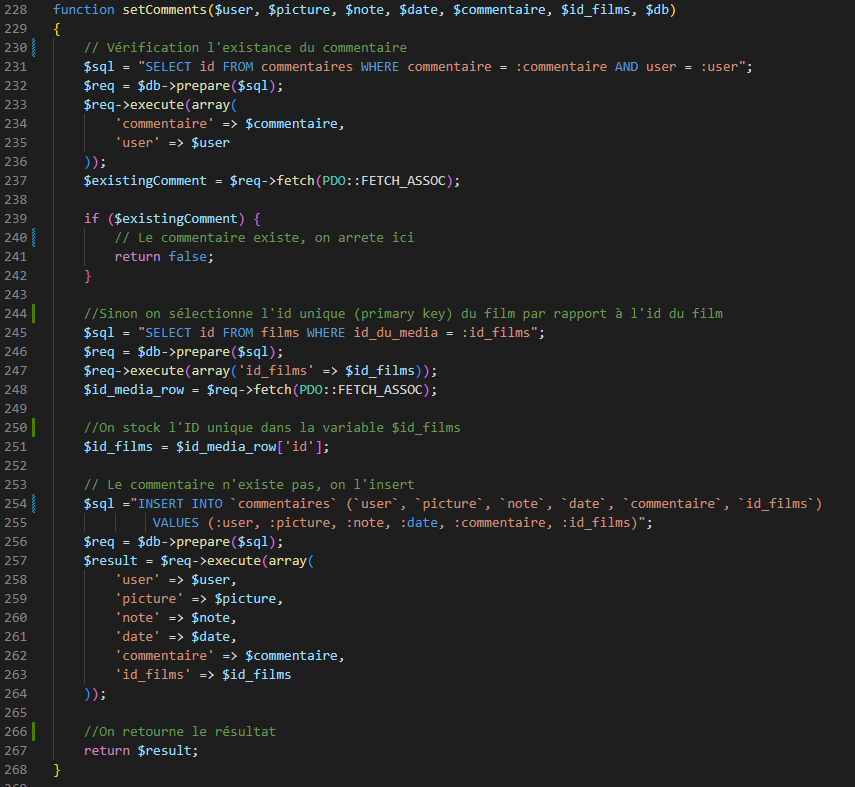 228 function setComments($user, $picture, $note, $date, $commentaire, $id_films, $db)
229 {
230 // Vérification l'existance du commentaire
231 $sql = "SELECT id FROM commentaires WHERE commentaire = :commentaire AND user = :user";
232 $req = $db->prepare($sql);
233 $req->execute(array(
234 'commentaire' => $commentaire,
235 'user' => $user
236 ));
237 $existingComment = $req->fetch(PDO::FETCH_ASSOC);
238
239 if ($existingComment) {
240 // Le commentaire existe, on arrete ici
241 return false;
242 }
243
244 //Sinon on sélectionne l'id unique (primary key) du film par rapport à l'id du film
245 $sql = "SELECT id FROM films WHERE id_du_media = :id_films";
246 $req = $db->prepare($sql);
247 $req->execute(array('id_films' => $id_films));
248 $id_media_row = $req->fetch(PDO::FETCH_ASSOC);
249
250 //On stock l'ID unique dans la variable $id_films
251 $id_films = $id_media_row['id'];
252
253 // Le commentaire n'existe pas, on l'insert
254 $sql ="INSERT INTO `commentaires` (`user`, `picture`, `note`, `date`, `commentaire`, `id_films`)
255 VALUES (:user, :picture, :note, :date, :commentaire, :id_films)";
256 $req = $db->prepare($sql);
257 $result = $req->execute(array(
258 'user' => $user,
259 'picture' => $picture,
260 'note' => $note,
261 'date' => $date,
262 'commentaire' => $commentaire,
263 'id_films' => $id_films
264 ));
265
266 //On retourne le résultat
267 return $result;
268 }